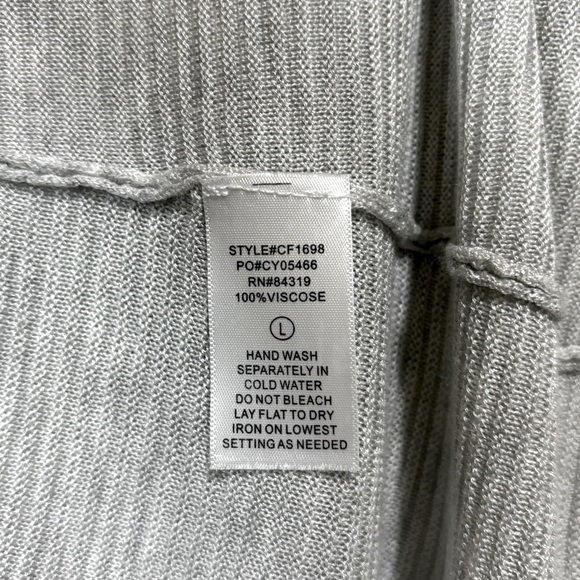 STYLE#CF1698
PO#CY05466
RN#84319
100%VISCOSE
L
HAND WASH
SEPARATELY IN
COLD WATER
DO NOT BLEACH
LAY FLAT TO DRY
IRON ON LOWEST
SETTING AS NEEDED